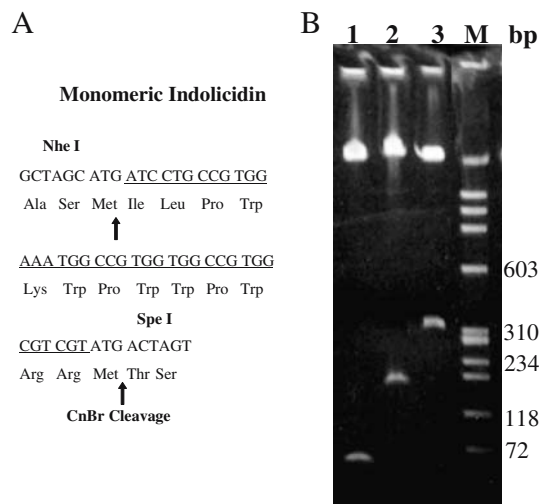 A
Monomeric Indolicidin
Nhe I
GCTAGC ATG ATC CTG CCG TGG
Ala Ser Met Ile Leu Pro Trp
AAA TGG CCG TGG TGG CCG TGG
Lys Trp Pro Trp Trp Pro Trp
Spe I
CGT CGT ATG ACTAGT
Arg Arg Met Thr Ser
CnBr Cleavage
B
1 2 3 M bp
603
310
234
118
72